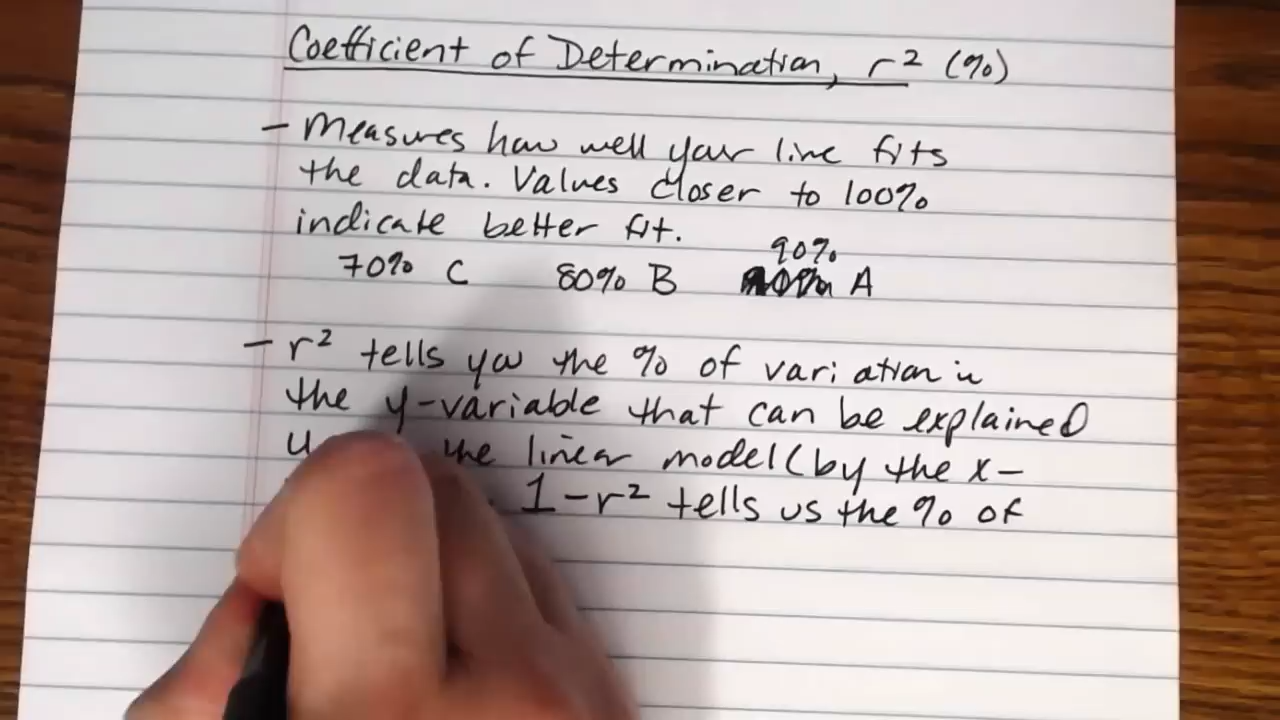 Coefficient of Determination, r² (%)
- Measures how well your line fits
the data. Values closer to 100%
indicate better fit.
90%
70% C 80% B A
- r² tells you the % of variation in
the y-variable that can be explained
the linear model (by the x-
1-r² tells us the % of